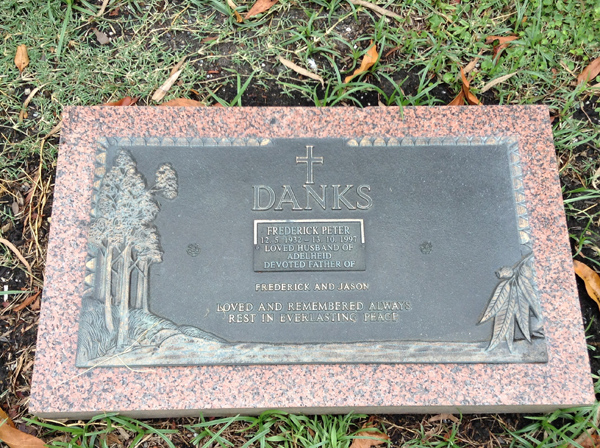 DANKS
FREDERICK PETER
12. 5. 1932 - 13. 10. 1997
LOVED HUSBAND OF
ADELHEID
DEVOTED FATHER OF
FREDERICK AND JASON
LOVED AND REMEMBERED ALWAYS
REST IN EVERLASTING PEACE